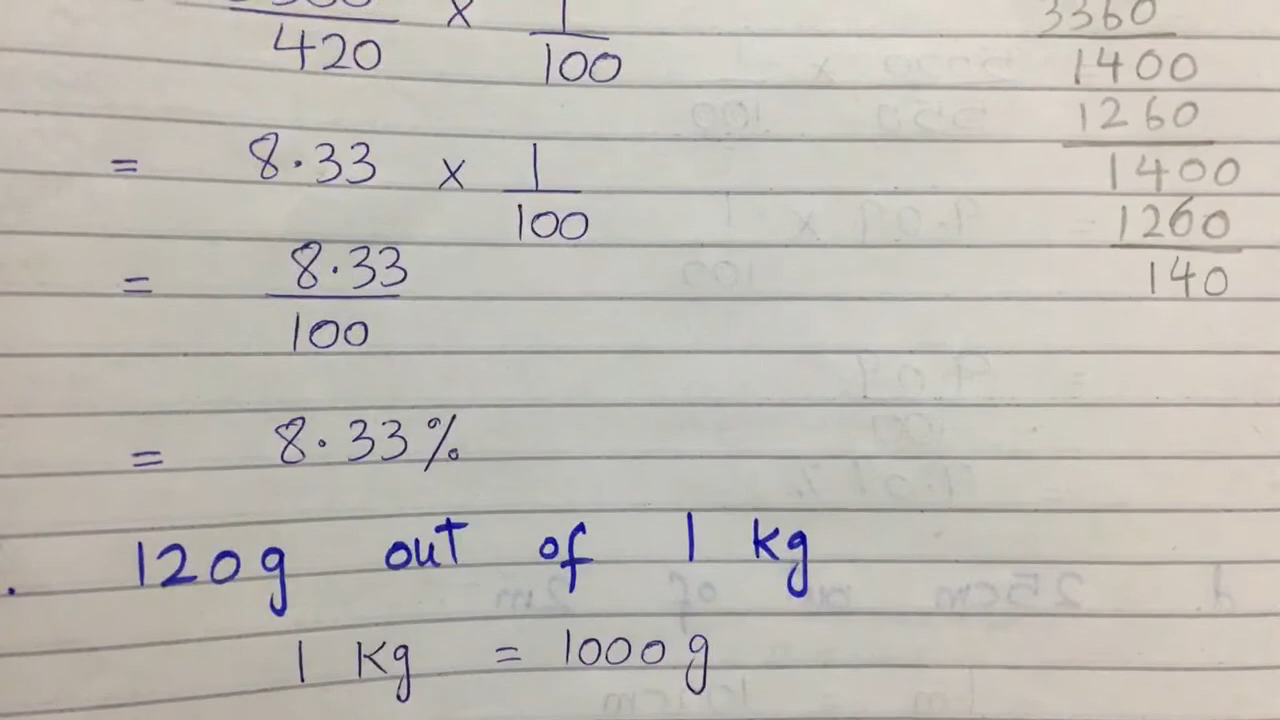 420 × 1/100
= 8.33 × 1/100
= 8.33/100
= 8.33%
. 120g out of 1 kg
1 Kg = 1000 g
3360
1400
1260
1400
1260
140